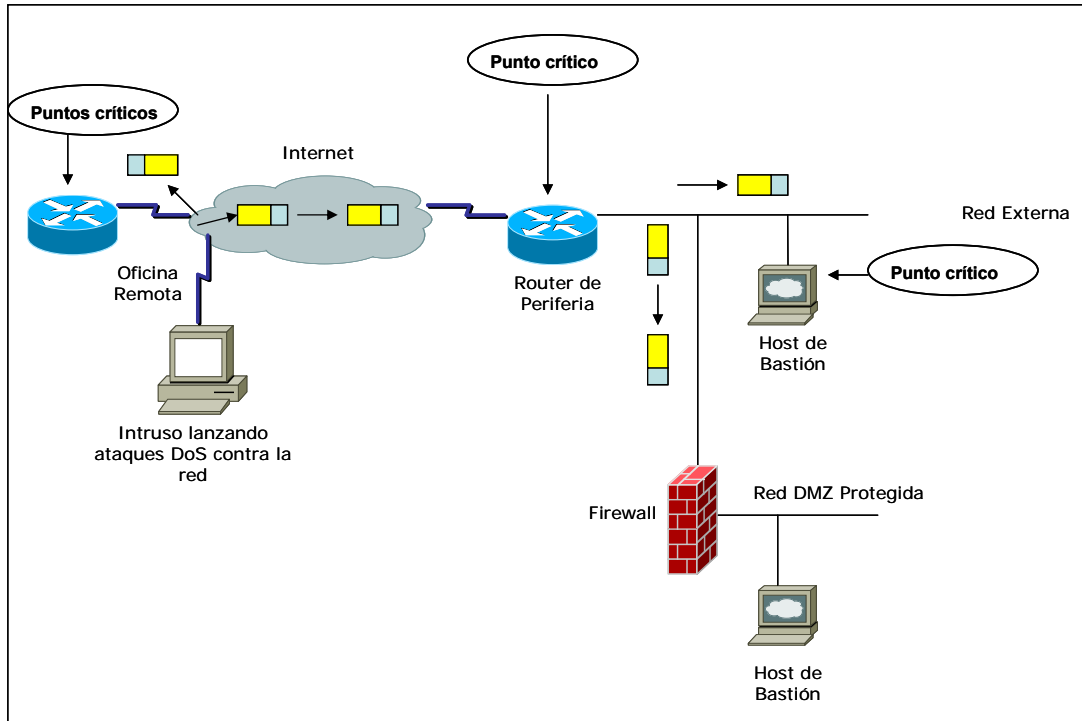 Punto crítico
Puntos críticos
Internet
Red Externa
Oficina
Remota
Router de
Periferia
Punto crítico
Host de
Bastión
Intruso lanzando
ataques DoS contra la
red
Red DMZ Protegida
Firewall
Host de
Bastión